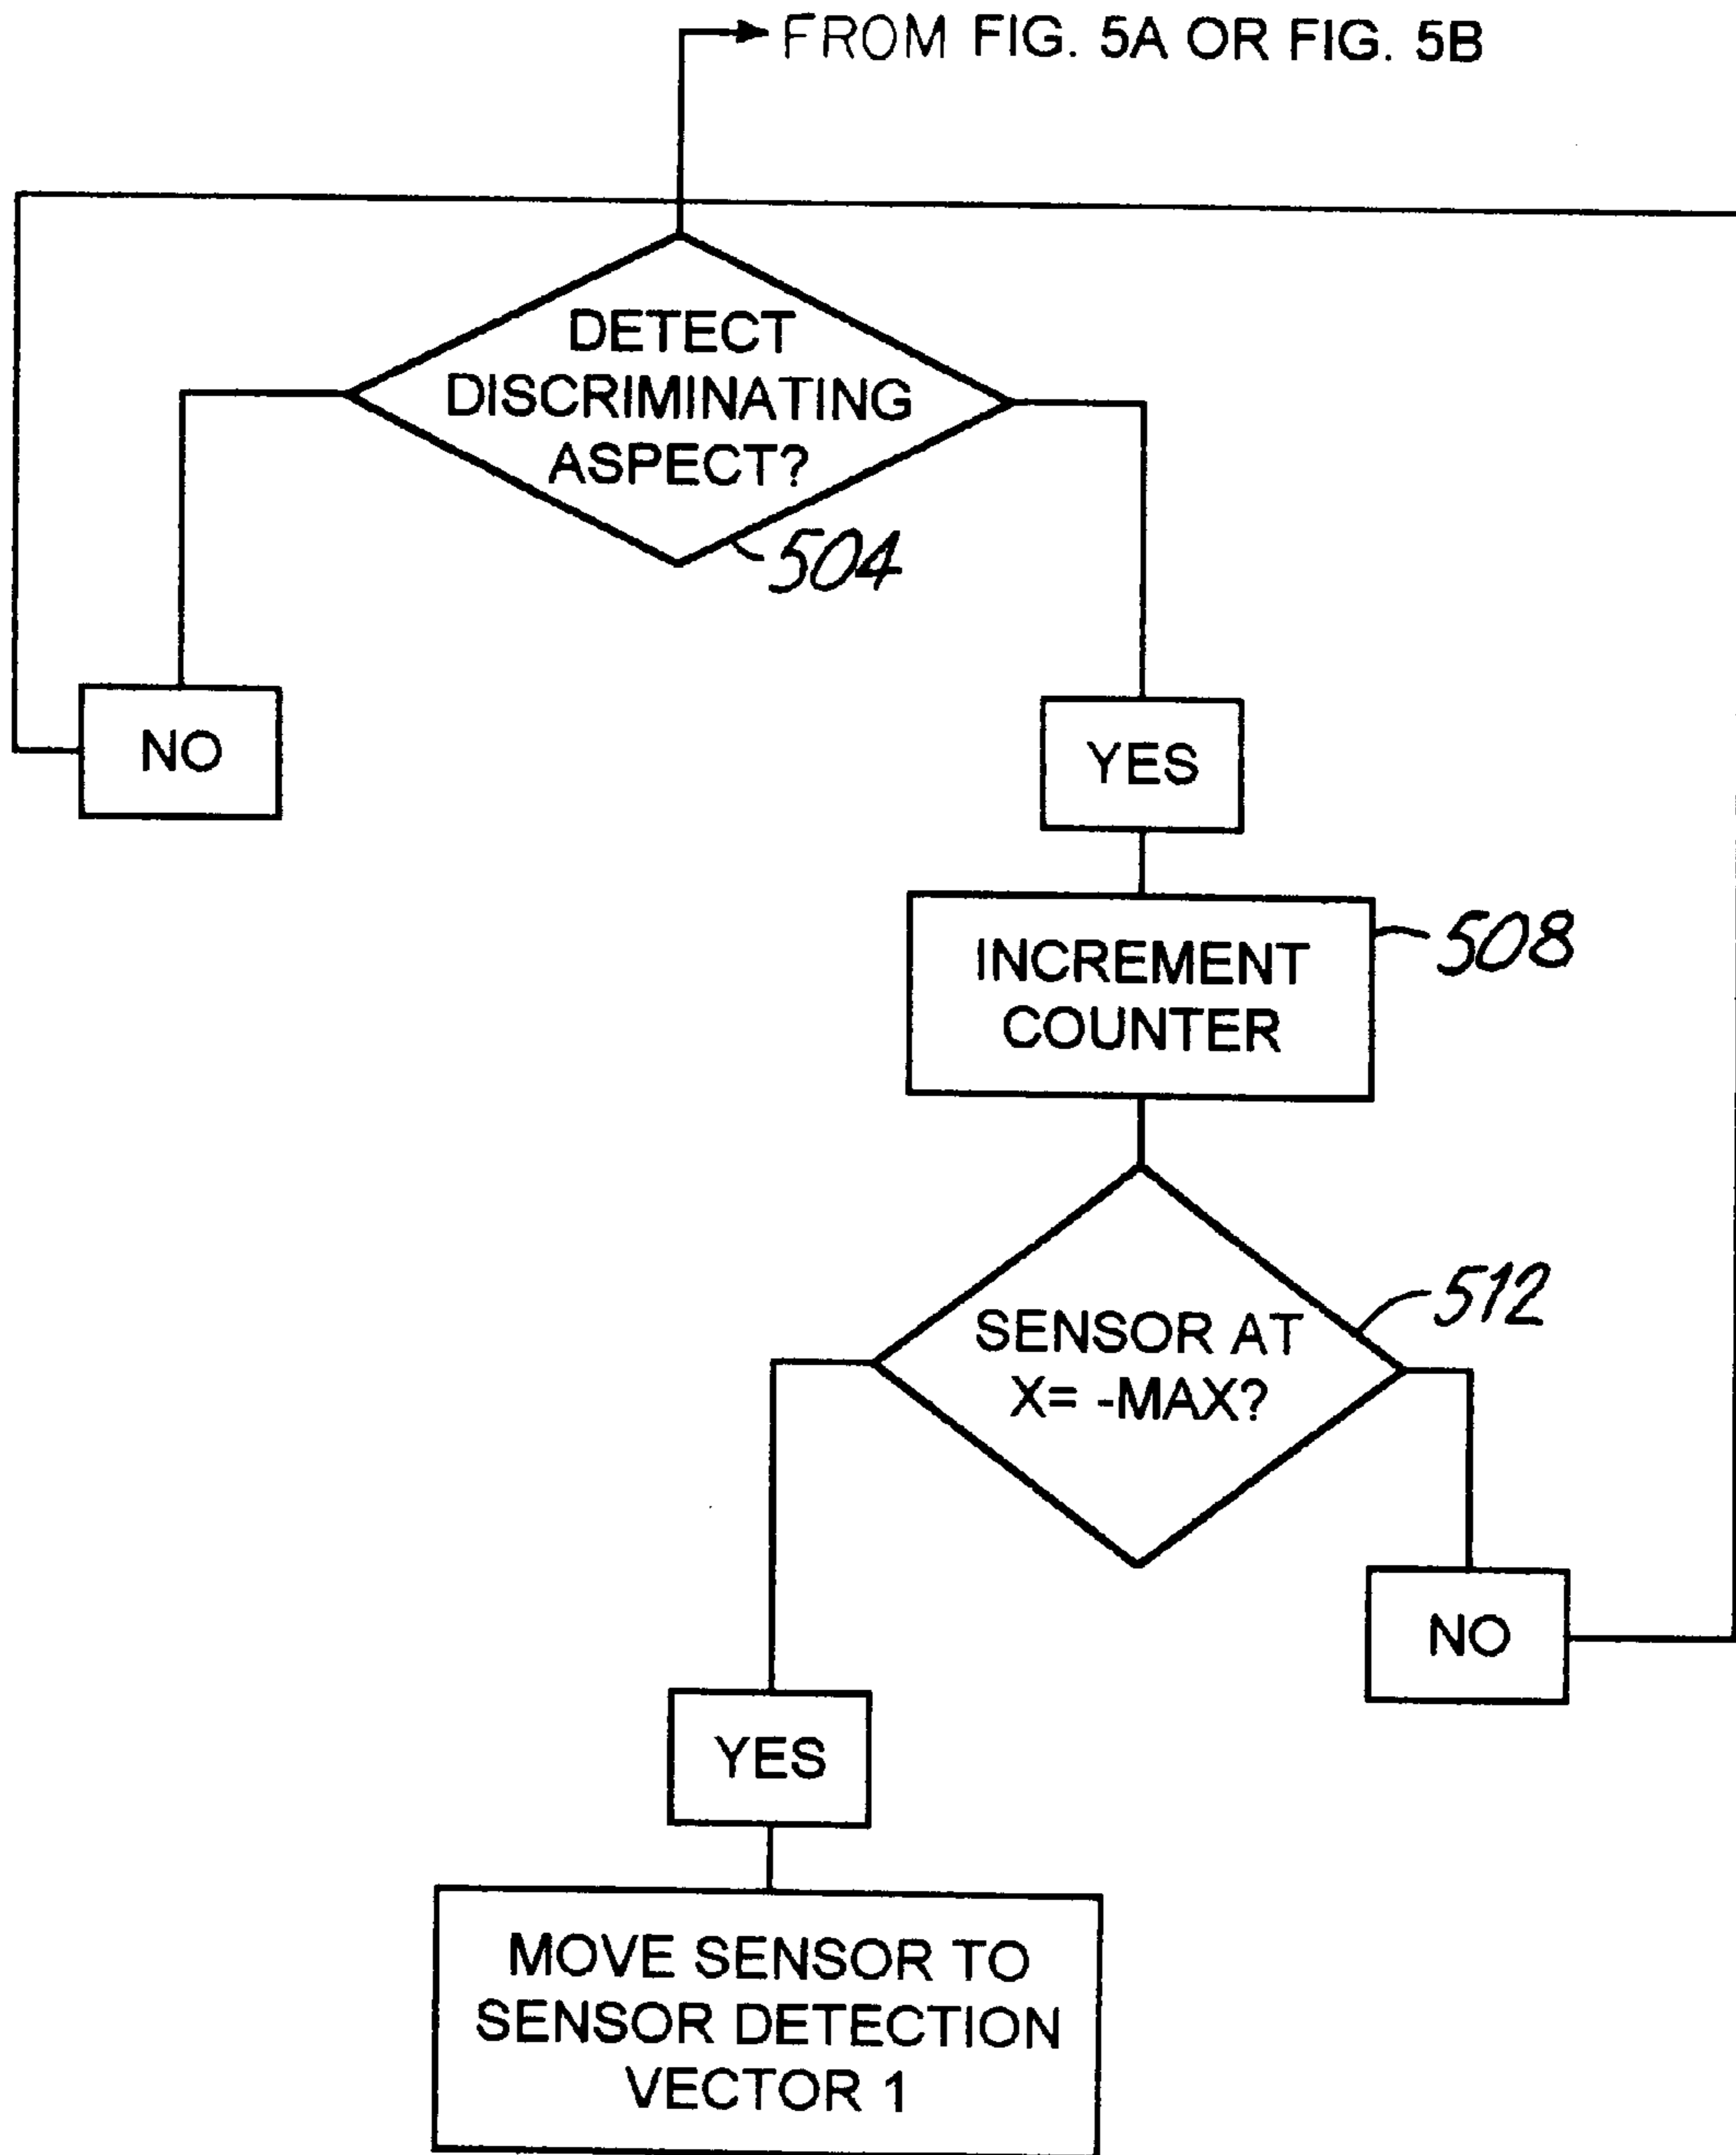 FROM FIG. 5A OR FIG. 5B
DETECT
DISCRIMINATING
ASPECT?
504
NO
YES
INCREMENT
COUNTER
508
SENSOR AT
X= -MAX?
512
NO
YES
MOVE SENSOR TO
SENSOR DETECTION
VECTOR 1